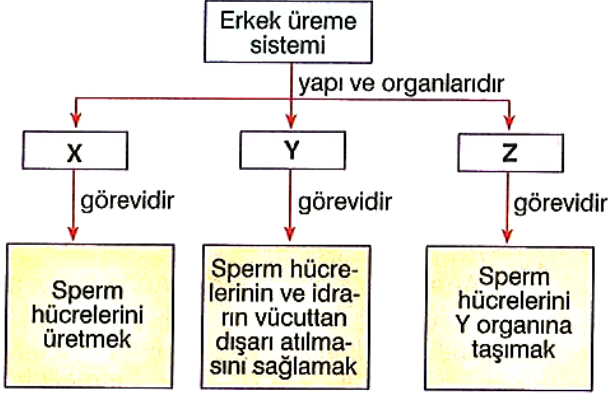 Erkek üreme
sistemi
yapı ve organlarıdır
X
Y
Z
görevidir
görevidir
görevidir
Sperm
hücrelerini
üretmek
Sperm hücre-
lerinin ve idra-
rın vücuttan
dışarı atılma-
sını sağlamak
Sperm
hücrelerini
Y organına
taşımak